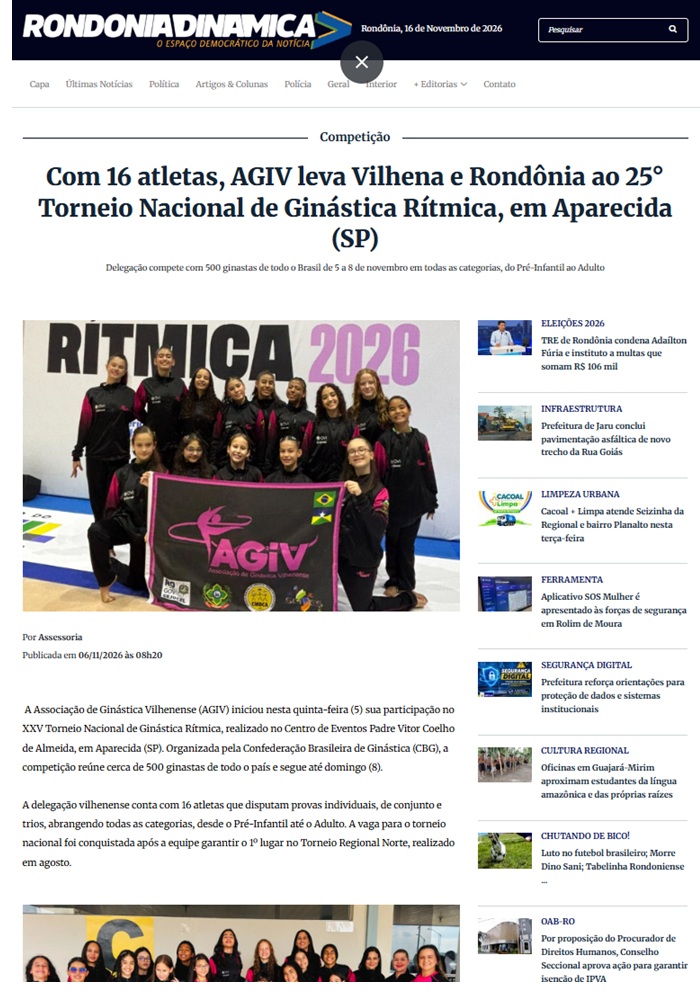 RONDONIADINAMICA
O ESPAÇO DEMOCRÁTICO DA NOTÍCIA
Rondônia, 16 de Novembro de 2026
Pesquisar
Capa Últimas Notícias Política Artigos & Colunas Polícia Geral Interior + Editorias Contato
Competição
Com 16 atletas, AGIV leva Vilhena e Rondônia ao 25°
Torneio Nacional de Ginástica Rítmica, em Aparecida
(SP)
Delegação compete com 500 ginastas de todo o Brasil de 5 a 8 de novembro em todas as categorias, do Pré-Infantil ao Adulto
RÍTMICA 2026
AGiV
Associação de Ginástica Vilhenense
Por Assessoria
Publicada em 06/11/2026 às 08h20
A Associação de Ginástica Vilhenense (AGIV) iniciou nesta quinta-feira (5) sua participação no
XXV Torneio Nacional de Ginástica Rítmica, realizado no Centro de Eventos Padre Vitor Coelho
de Almeida, em Aparecida (SP). Organizada pela Confederação Brasileira de Ginástica (CBG), a
competição reúne cerca de 500 ginastas de todo o país e segue até domingo (8).
A delegação vilhenense conta com 16 atletas que disputam provas individuais, de conjunto e
trios, abrangendo todas as categorias, desde o Pré-Infantil até o Adulto. A vaga para o torneio
nacional foi conquistada após a equipe garantir o 1º lugar no Torneio Regional Norte, realizado
em agosto.
ELEIÇÕES 2026
TRE de Rondônia condena Adaílton
Fúria e instituto a multas que
somam R$ 106 mil
INFRAESTRUTURA
Prefeitura de Jaru conclui
pavimentação asfáltica de novo
trecho da Rua Goiás
CACOAL
+Limpa
LIMPEZA URBANA
Cacoal + Limpa atende Seizinha da
Regional e bairro Planalto nesta
terça-feira
FERRAMENTA
Aplicativo SOS Mulher é
apresentado às forças de segurança
em Rolim de Moura
SEGURANÇA
DIGITAL
SEGURANÇA DIGITAL
Prefeitura reforça orientações para
proteção de dados e sistemas
institucionais
CULTURA REGIONAL
Oficinas em Guajará-Mirim
aproximam estudantes da língua
amazônica e das próprias raízes
CHUTANDO DE BICO!
Luto no futebol brasileiro; Morre
Dino Sani; Tabelinha Rondoniense
...
OAB-RO
Por proposição do Procurador de
Direitos Humanos, Conselho
Seccional aprova ação para garantir
isenção de IPVA